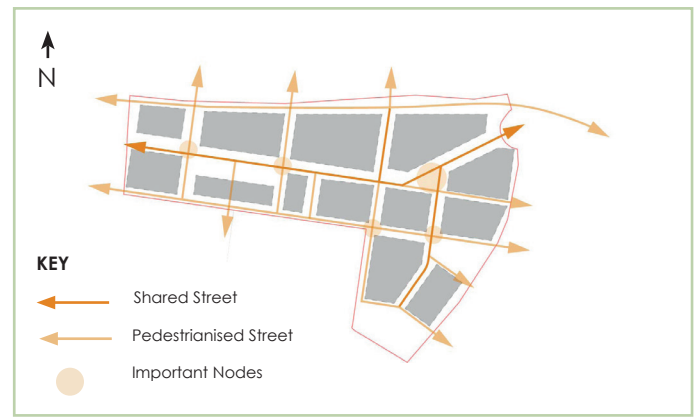 N
KEY
Shared Street
Pedestrianised Street
Important Nodes